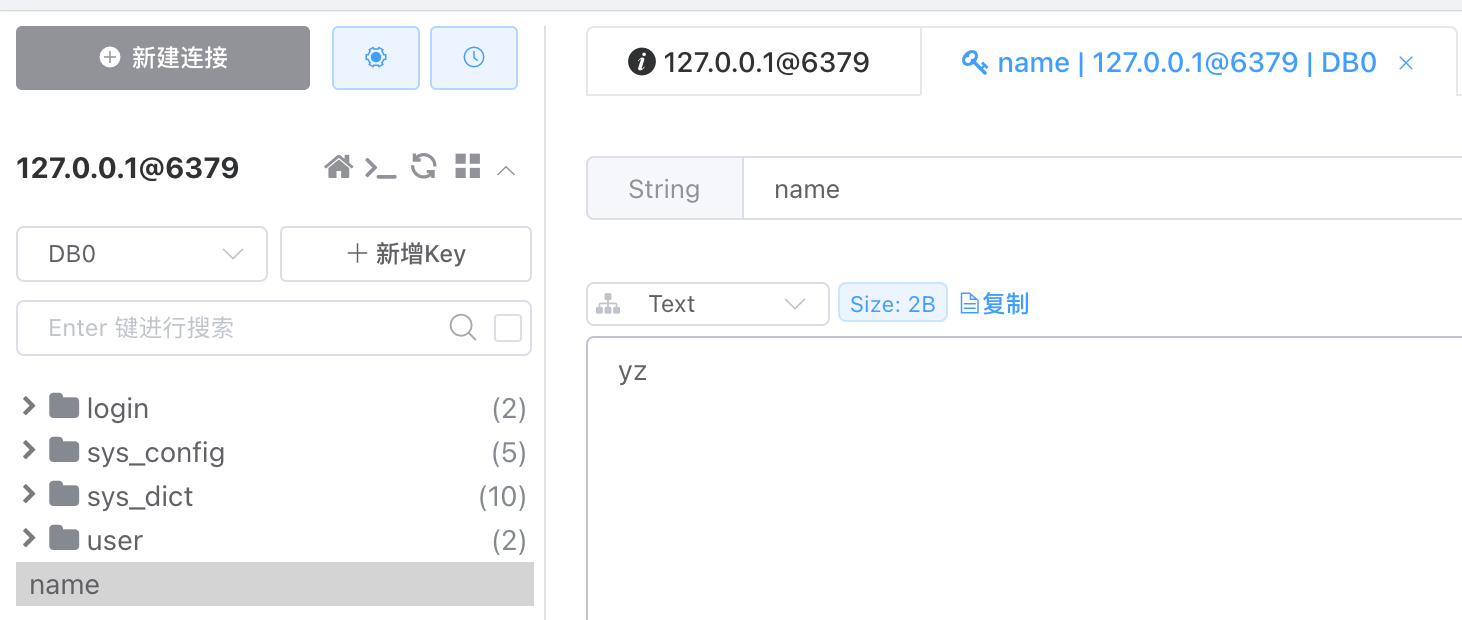 新建连接
127.0.0.1@6379
DB0
新增Key
Enter 键进行搜索
login (2)
sys_config (5)
sys_dict (10)
user (2)
name
127.0.0.1@6379
name | 127.0.0.1@6379 | DB0
String name
Text Size: 2B 复制
yz